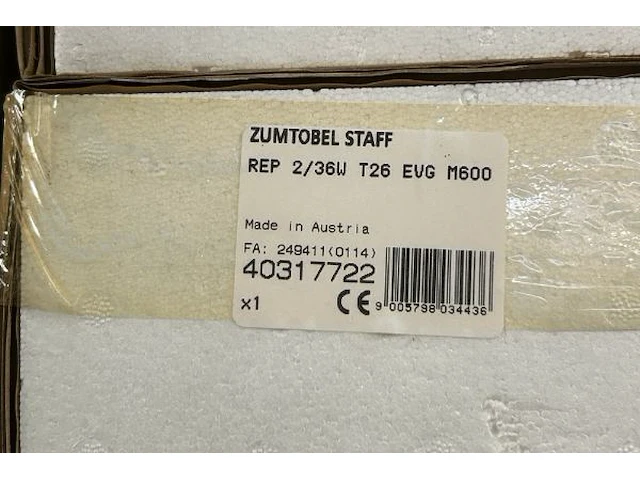 ZUMTOBEL STAFF
REP 2/36W T26 EVG M600
Made in Austria
FA: 249411(0114)
40317722
x1 CE 9 005798 034436